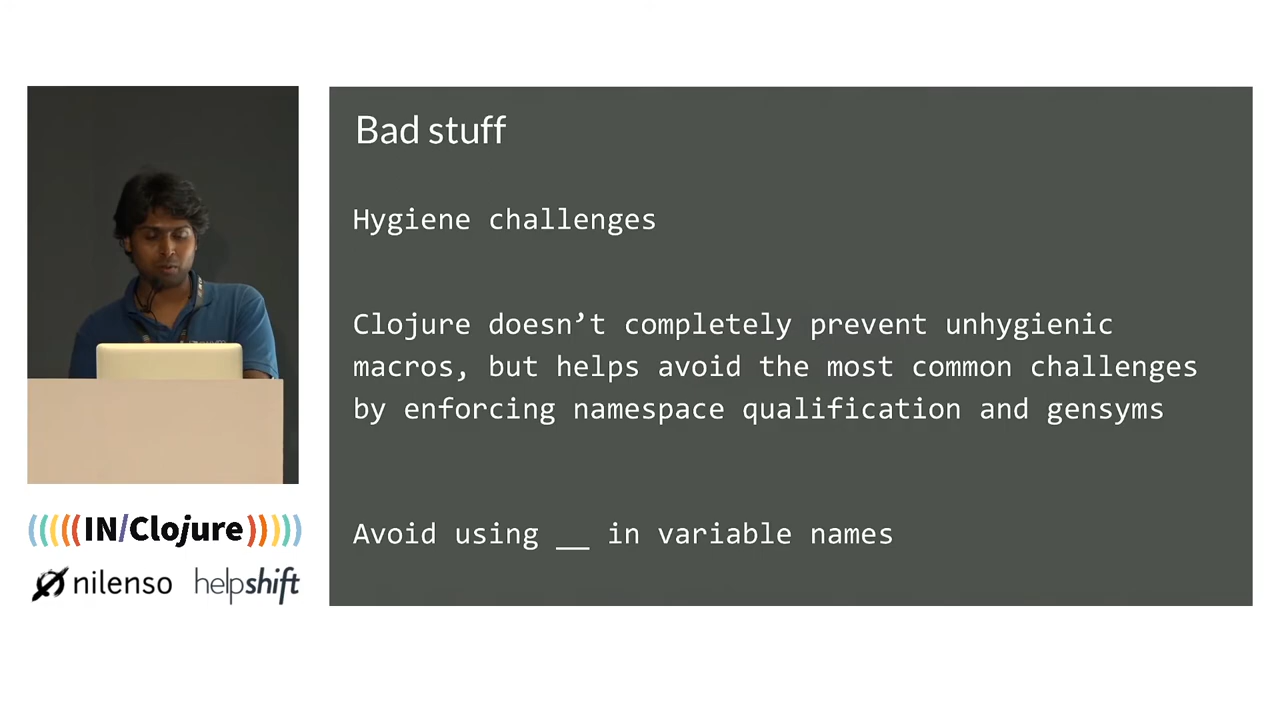 Bad stuff
Hygiene challenges
Clojure doesn’t completely prevent unhygienic
macros, but helps avoid the most common challenges
by enforcing namespace qualification and gensyms
Avoid using __ in variable names
(((((IN/Clojure)))))
nilenso helpshift